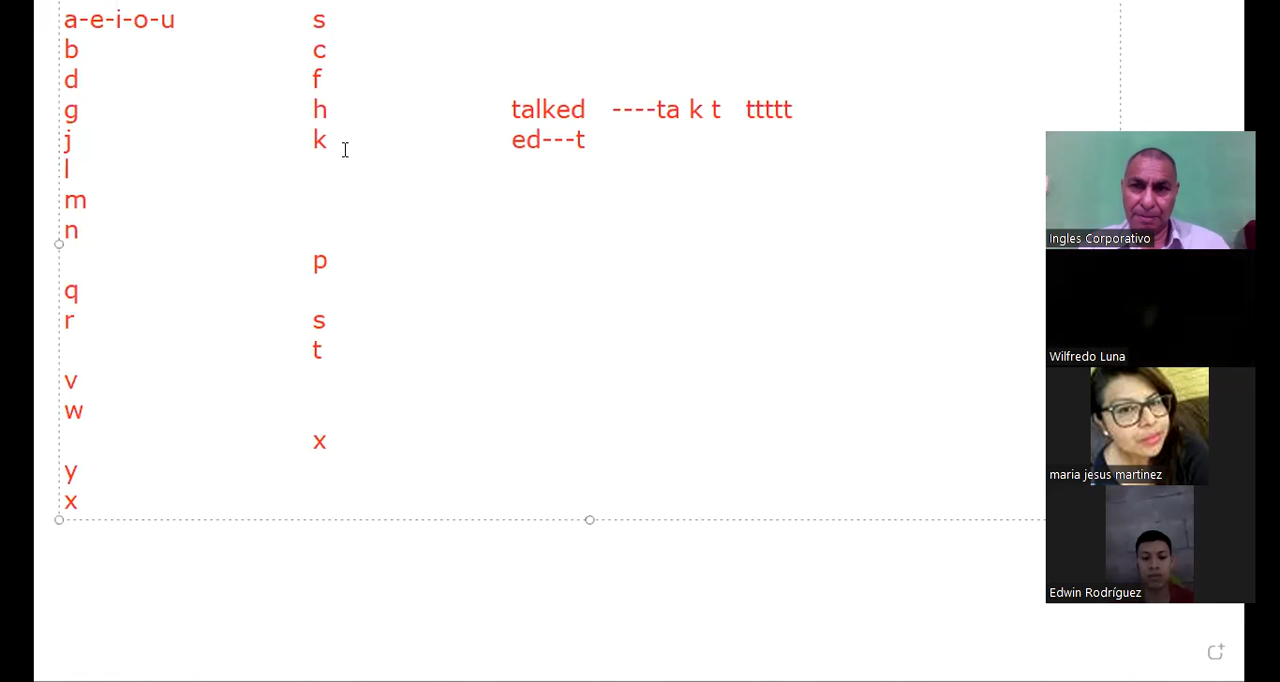 a-e-i-o-u s
b c
d f
g h talked ----ta k t ttttt
j k ed---t
l
m
n
p
q
r s
t
v
w
x
y
x
Ingles Corporativo
Wilfredo Luna
maria jesus martinez
Edwin Rodríguez